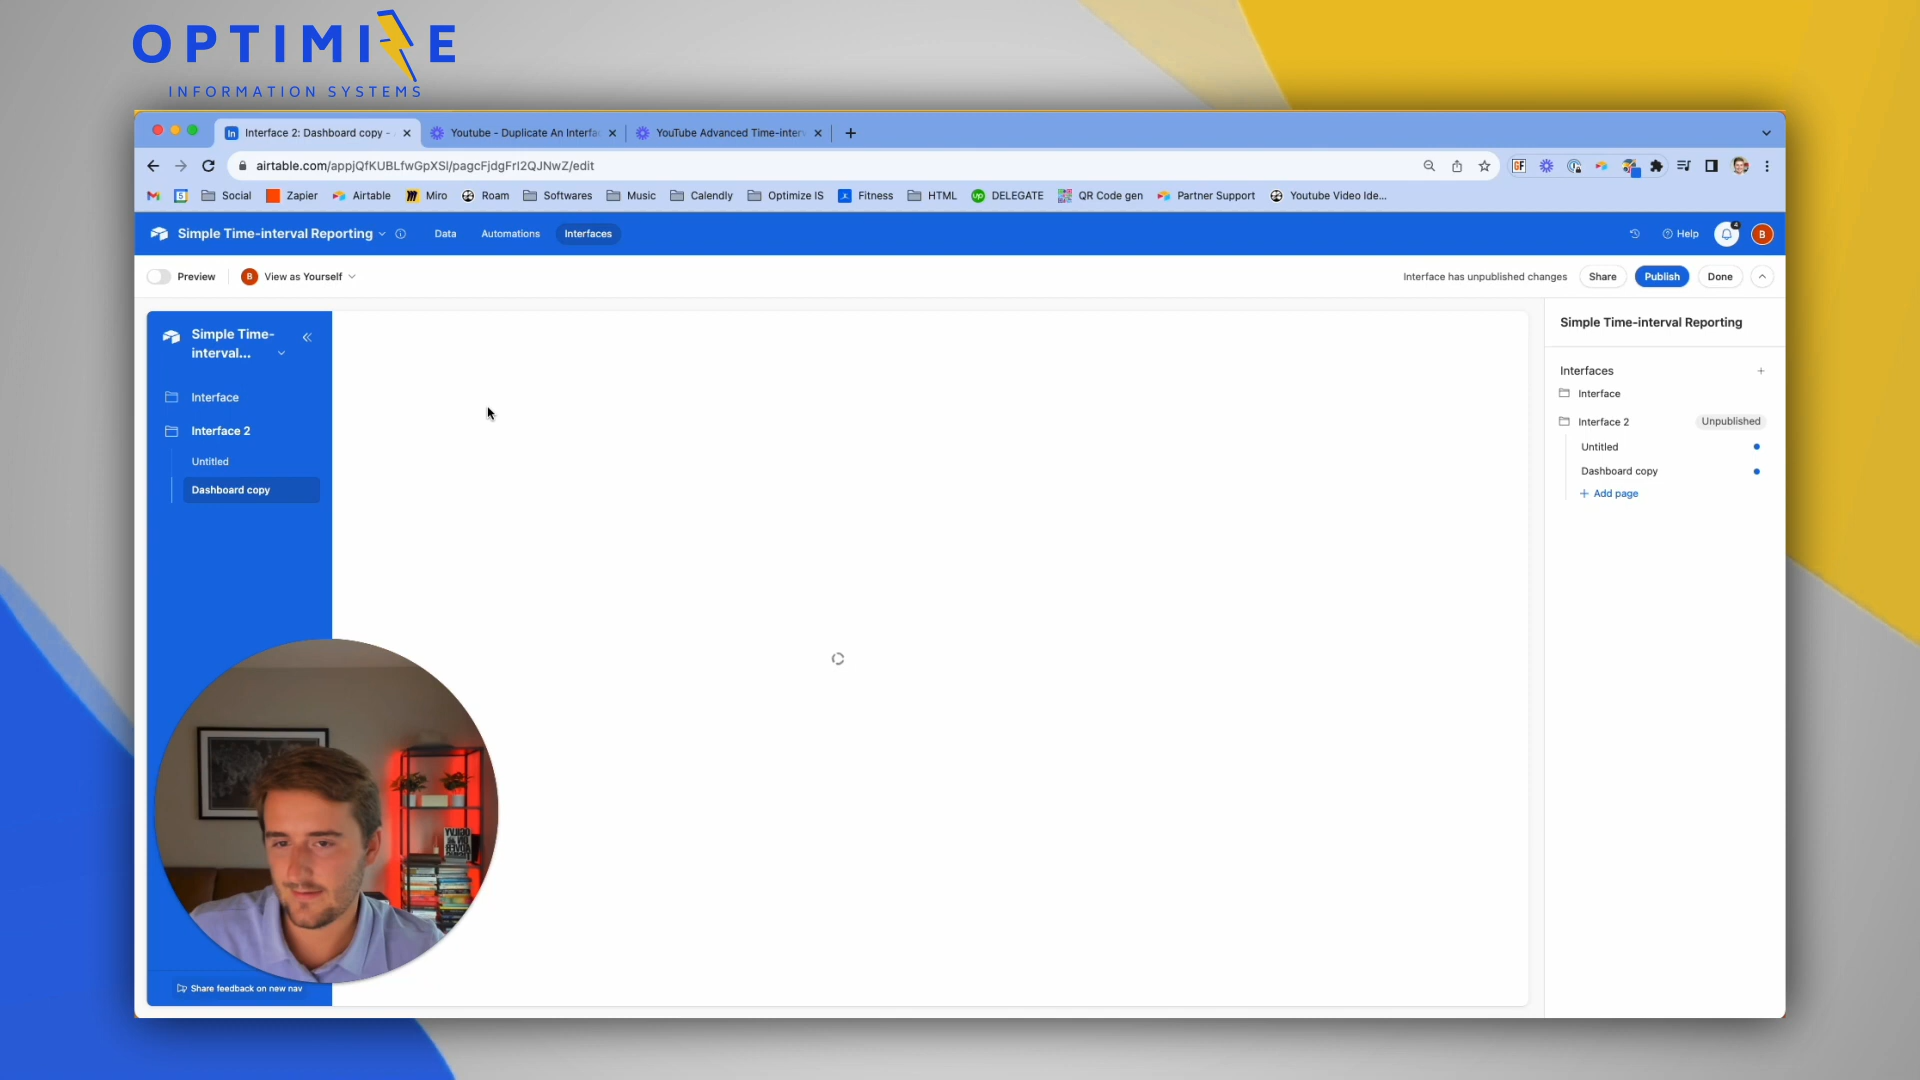 OPTIMIZE
INFORMATION SYSTEMS
Interface 2: Dashboard copy -
Youtube - Duplicate An Interfa
YouTube Advanced Time-inter
airtable.com/appjQfKUBLfwGpXSl/pagcFjdgFrI2QJNwZ/edit
Social
Zapier
Airtable
Miro
Roam
Softwares
Music
Calendly
Optimize IS
Fitness
HTML
DELEGATE
QR Code gen
Partner Support
Youtube Video Ide...
Simple Time-interval Reporting
Data
Automations
Interfaces
Help
4
B
Preview
B
View as Yourself
Interface has unpublished changes
Share
Publish
Done
Simple Time-
interval...
Interface
Interface 2
Untitled
Dashboard copy
Share feedback on new nav
Simple Time-interval Reporting
Interfaces
Interface
Interface 2
Unpublished
Untitled
Dashboard copy
+ Add page